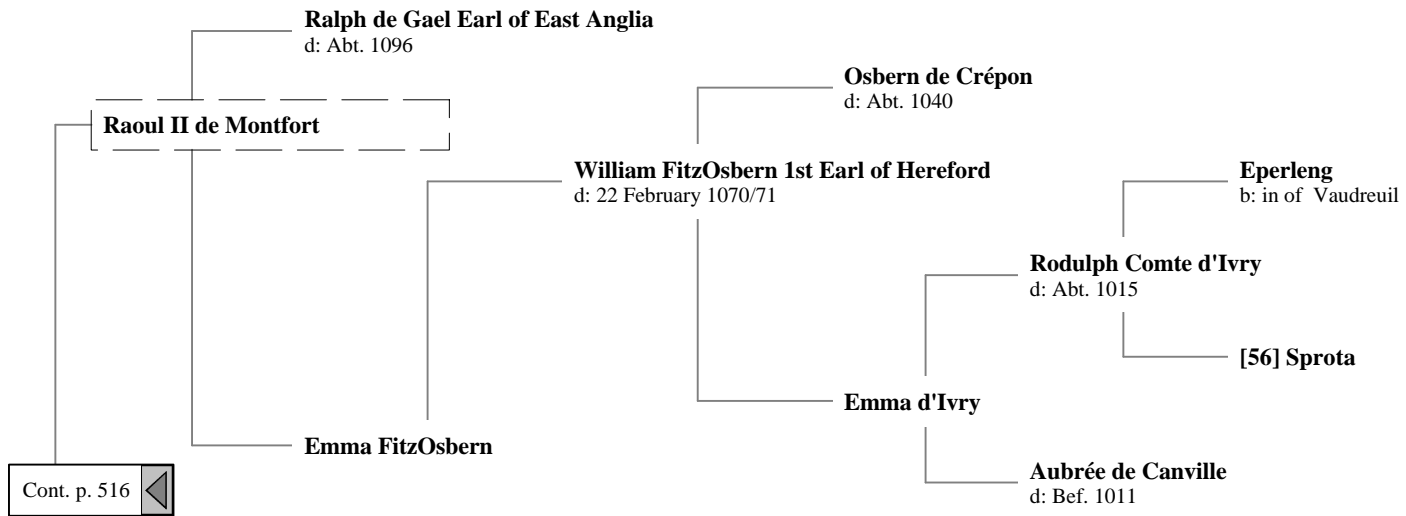 Ralph de Gael Earl of East Anglia
d: Abt. 1096
Osbern de Crépon
d: Abt. 1040
Raoul II de Montfort
William FitzOsbern 1st Earl of Hereford
d: 22 February 1070/71
Eperleng
b: in of Vaudreuil
Rodulph Comte d'Ivry
d: Abt. 1015
[56] Sprota
Emma d'Ivry
Emma FitzOsbern
Aubrée de Canville
d: Bef. 1011
Cont. p. 516